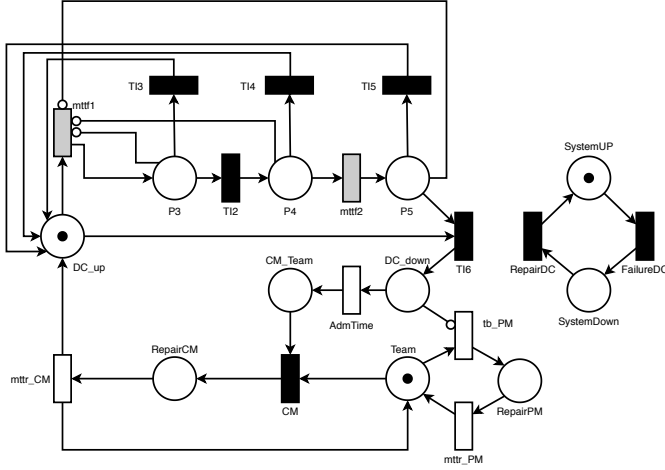 TI3
TI4
TI5
mttf1
SystemUP
P3
TI2
P4
mttf2
P5
DC_up
TI6
RepairDC
FailureDC
CM_Team
DC_down
SystemDown
AdmTime
tb_PM
RepairCM
Team
mttr_CM
CM
RepairPM
mttr_PM